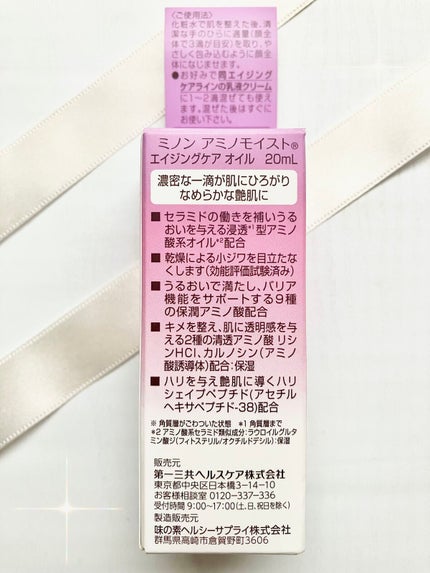 〈ご使用法〉
化粧水で肌を整えた後、清
潔な手のひらに適量(顔全
体で3滴が目安)を取り、や
さしく包み込むように顔全
体になじませます。
●お好みで同エイジング
ケアラインの乳液クリーム
に1〜2滴混ぜても使え
ます。混ぜた後はすぐに
お使い下さい。
ミノン アミノモイスト®
エイジングケア オイル 20mL
濃密な一滴が肌にひろがり
なめらかな艶肌に
■ セラミドの働きを補いうる
おいを与える浸透*1型アミノ
酸系オイル*2配合
■ 乾燥による小ジワを目立たな
くします(効能評価試験済み)
■ うるおいで満たし、バリア
機能をサポートする9種
の保潤アミノ酸配合
■ キメを整え、肌に透明感を与
える2種の清透アミノ酸 リシ
ンHCl、カルノシン(アミノ
酸誘導体)配合:保湿
■ ハリを与え艶肌に導くハリ
シェイプペプチド(アセチル
ヘキサペプチド-38)配合
※ 角質層がごわついた状態 *1 角質層まで
*2 アミノ酸系セラミド類似成分:ラウロイルグルタ
ミン酸ジ(フィトステリル/オクチルドデシル):保湿
販売元
第一三共ヘルスケア株式会社
東京都中央区日本橋3-14-10
お客様相談室 0120-337-336
受付時間 9:00〜17:00(土、日、祝日を除く)
製造販売元
味の素ヘルシーサプライ株式会社
群馬県高崎市倉賀野町3606